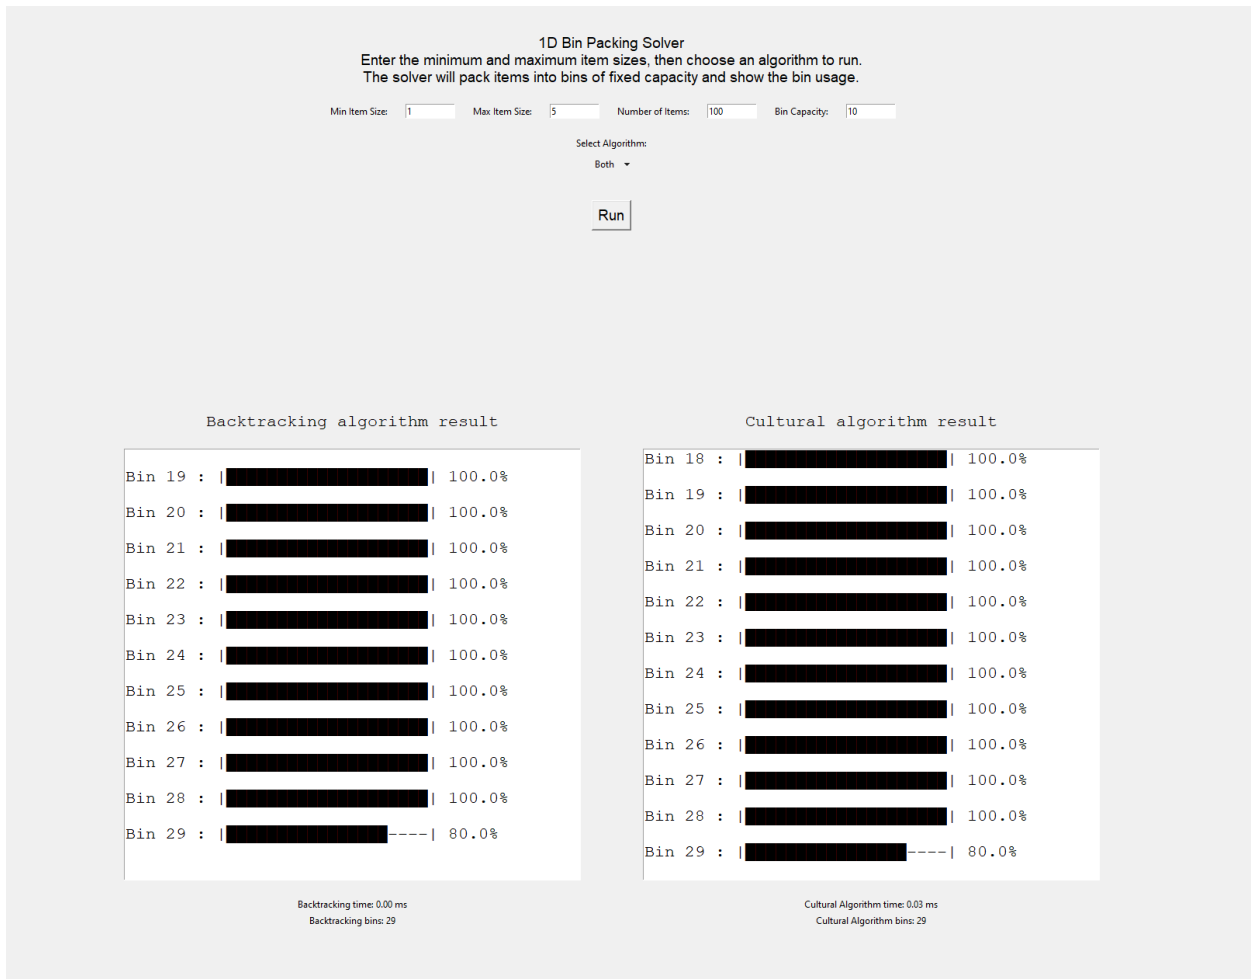 1D Bin Packing Solver
Enter the minimum and maximum item sizes, then choose an algorithm to run.
The solver will pack items into bins of fixed capacity and show the bin usage.
Min Item Size: 1 Max Item Size: 5 Number of Items: 100 Bin Capacity: 10
Select Algorithm:
Both
Run
Backtracking algorithm result
Bin 19 : | | 100.0%
Bin 20 : | | 100.0%
Bin 21 : | | 100.0%
Bin 22 : | | 100.0%
Bin 23 : | | 100.0%
Bin 24 : | | 100.0%
Bin 25 : | | 100.0%
Bin 26 : | | 100.0%
Bin 27 : | | 100.0%
Bin 28 : | | 100.0%
Bin 29 : | ----| 80.0%
Backtracking time: 0.00 ms
Backtracking bins: 29
Cultural algorithm result
Bin 18 : | | 100.0%
Bin 19 : | | 100.0%
Bin 20 : | | 100.0%
Bin 21 : | | 100.0%
Bin 22 : | | 100.0%
Bin 23 : | | 100.0%
Bin 24 : | | 100.0%
Bin 25 : | | 100.0%
Bin 26 : | | 100.0%
Bin 27 : | | 100.0%
Bin 28 : | | 100.0%
Bin 29 : | ----| 80.0%
Cultural Algorithm time: 0.03 ms
Cultural Algorithm bins: 29